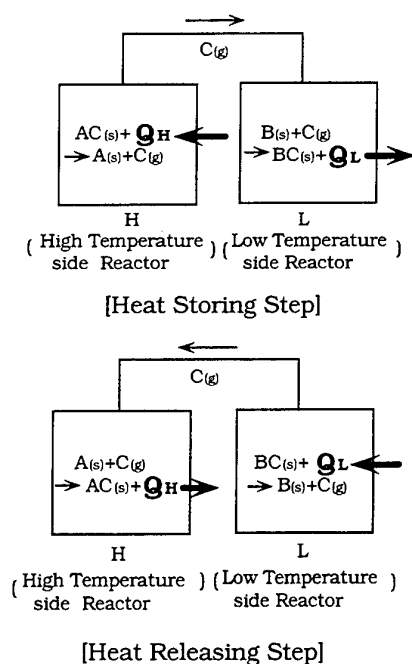 C(g)
AC(s)+ QH
→A(s)+C(g)
B(s)+C(g)
→BC(s)+ QL
H
L
(High Temperature side Reactor)
(Low Temperature side Reactor)
[Heat Storing Step]
C(g)
A(s)+C(g)
→ AC(s)+ QH
BC(s)+ QL
→ B(s)+C(g)
H
L
(High Temperature side Reactor)
(Low Temperature side Reactor)
[Heat Releasing Step]